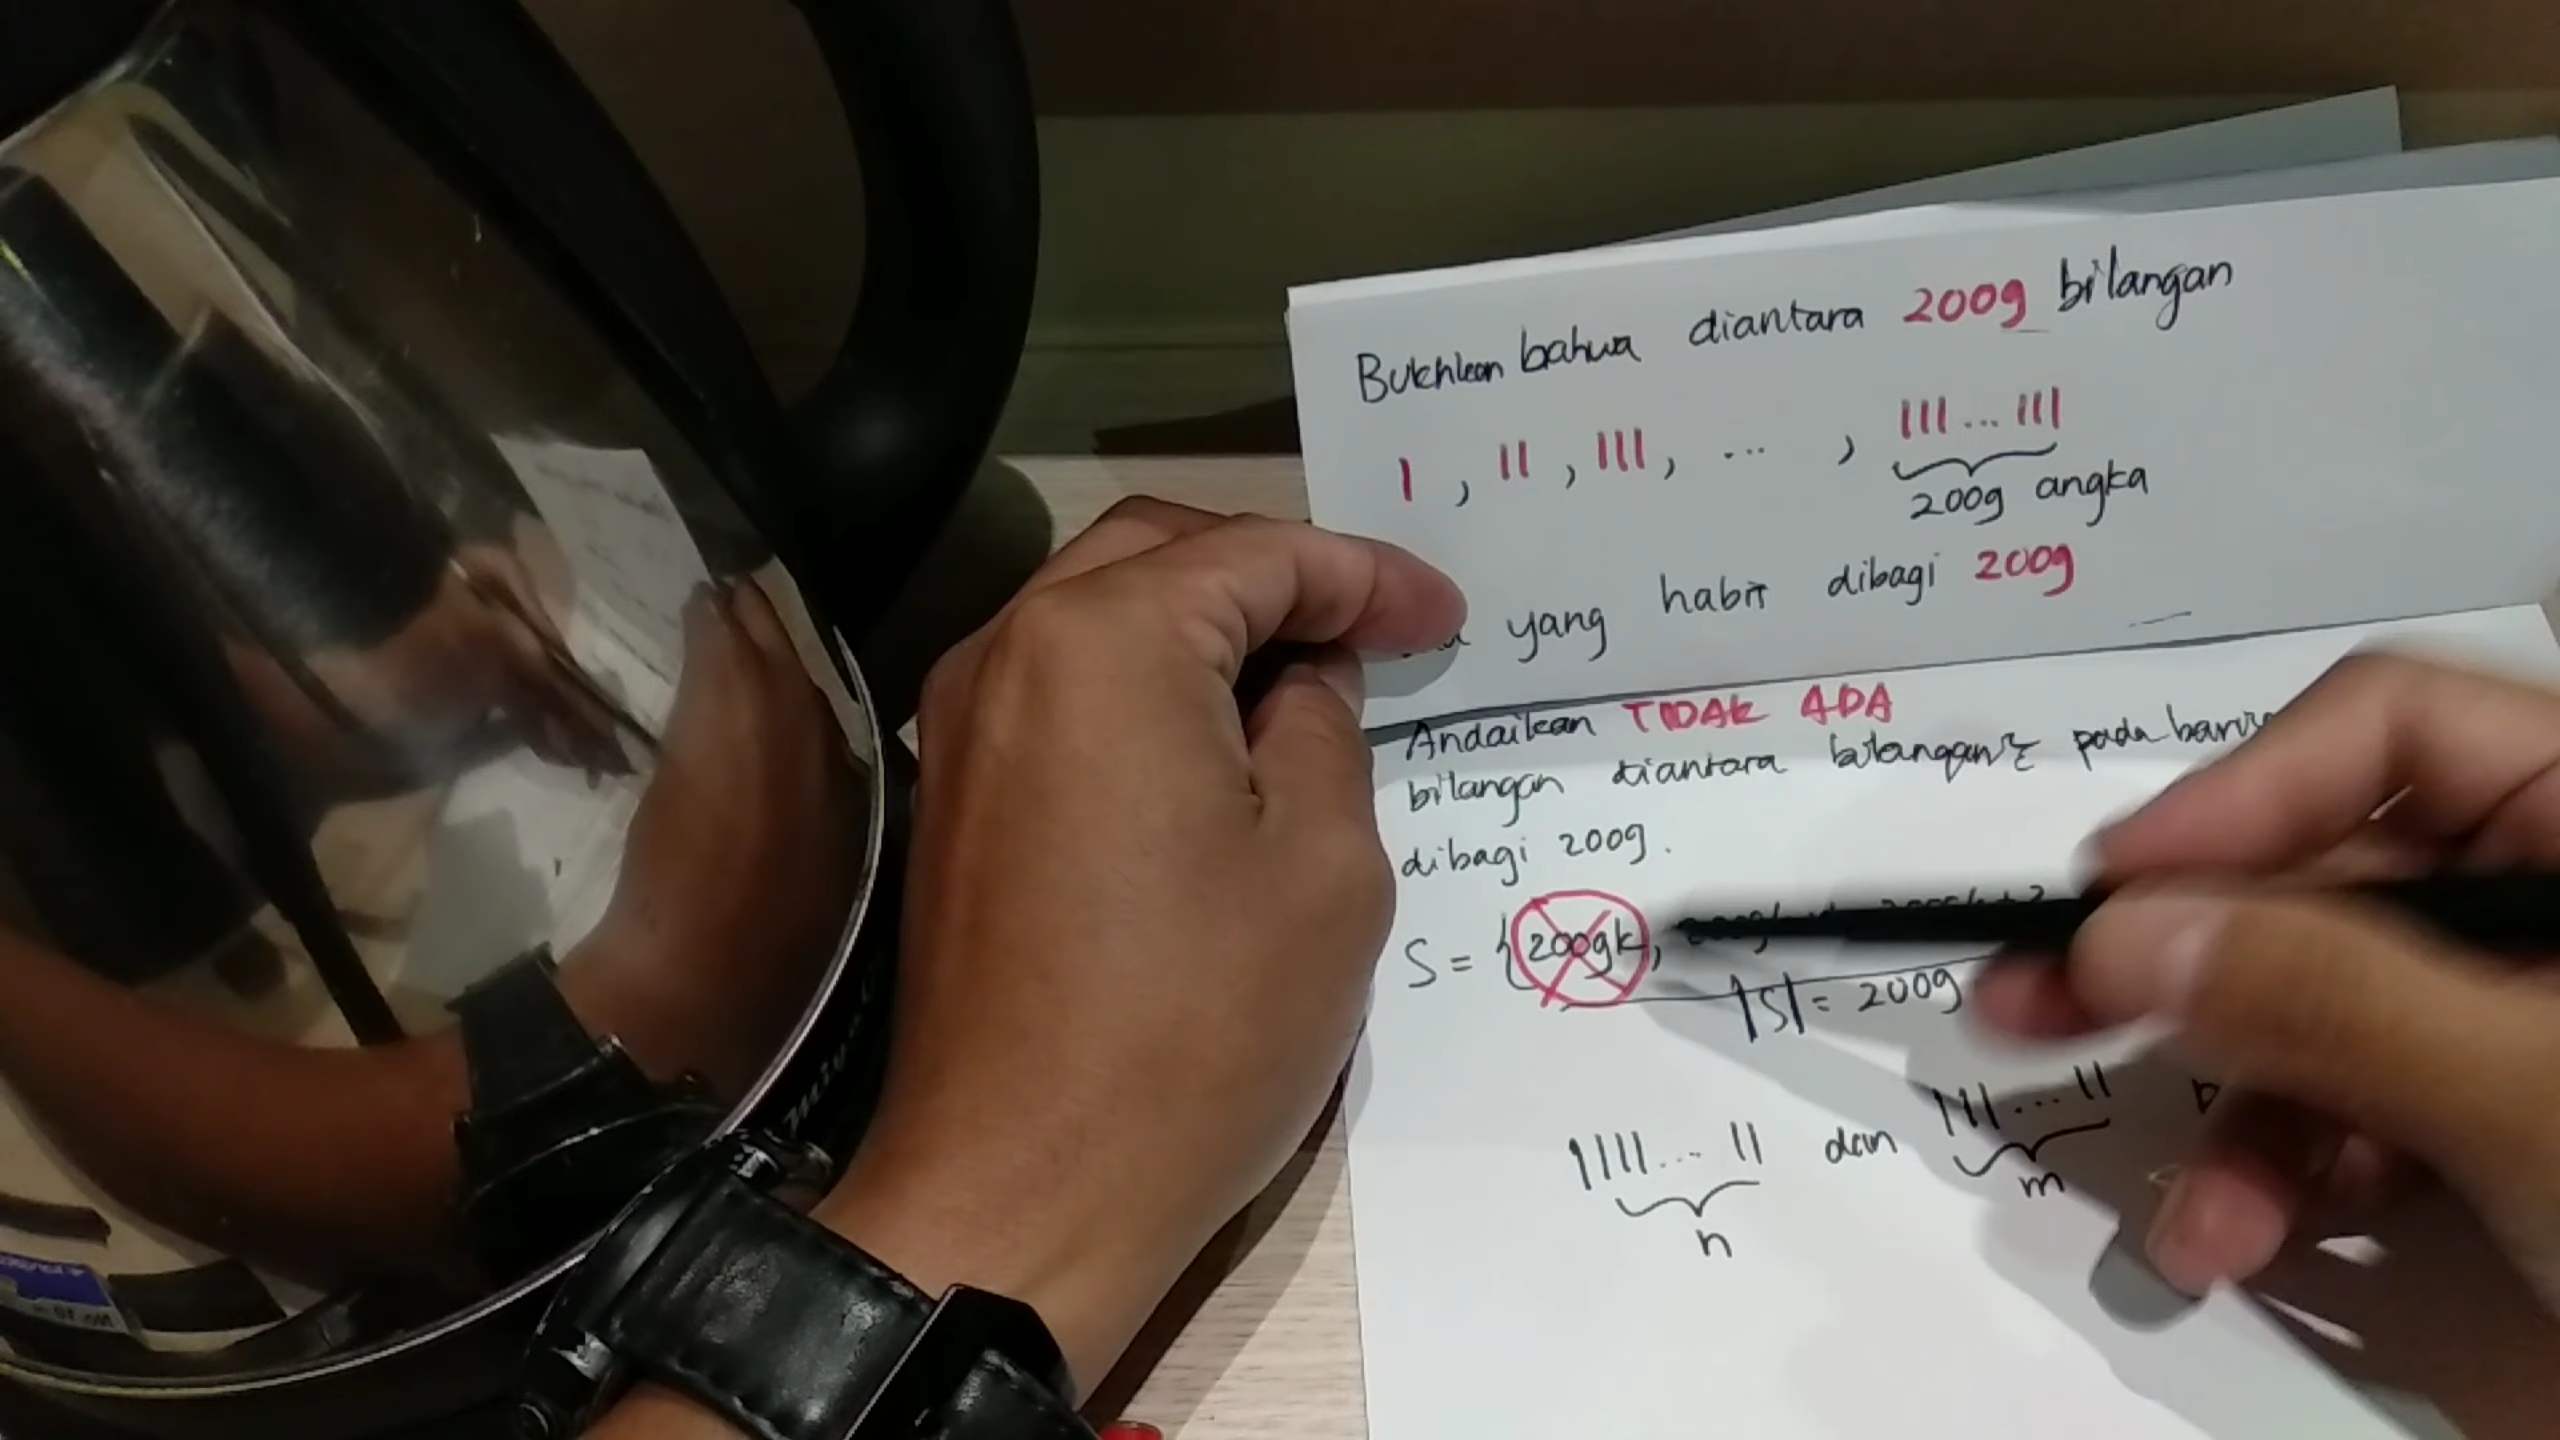 Buktikan bahwa diantara 2009 bilangan
1 , 11 , 111 , ... , 111...111
2009 angka
yang habis dibagi 2009
Andaikan TIDAK ADA
bilangan diantara bilangan2 pada
dibagi 2009.
S = {2009k,
|S| = 2009
1111... 11 dan 111...11
n m